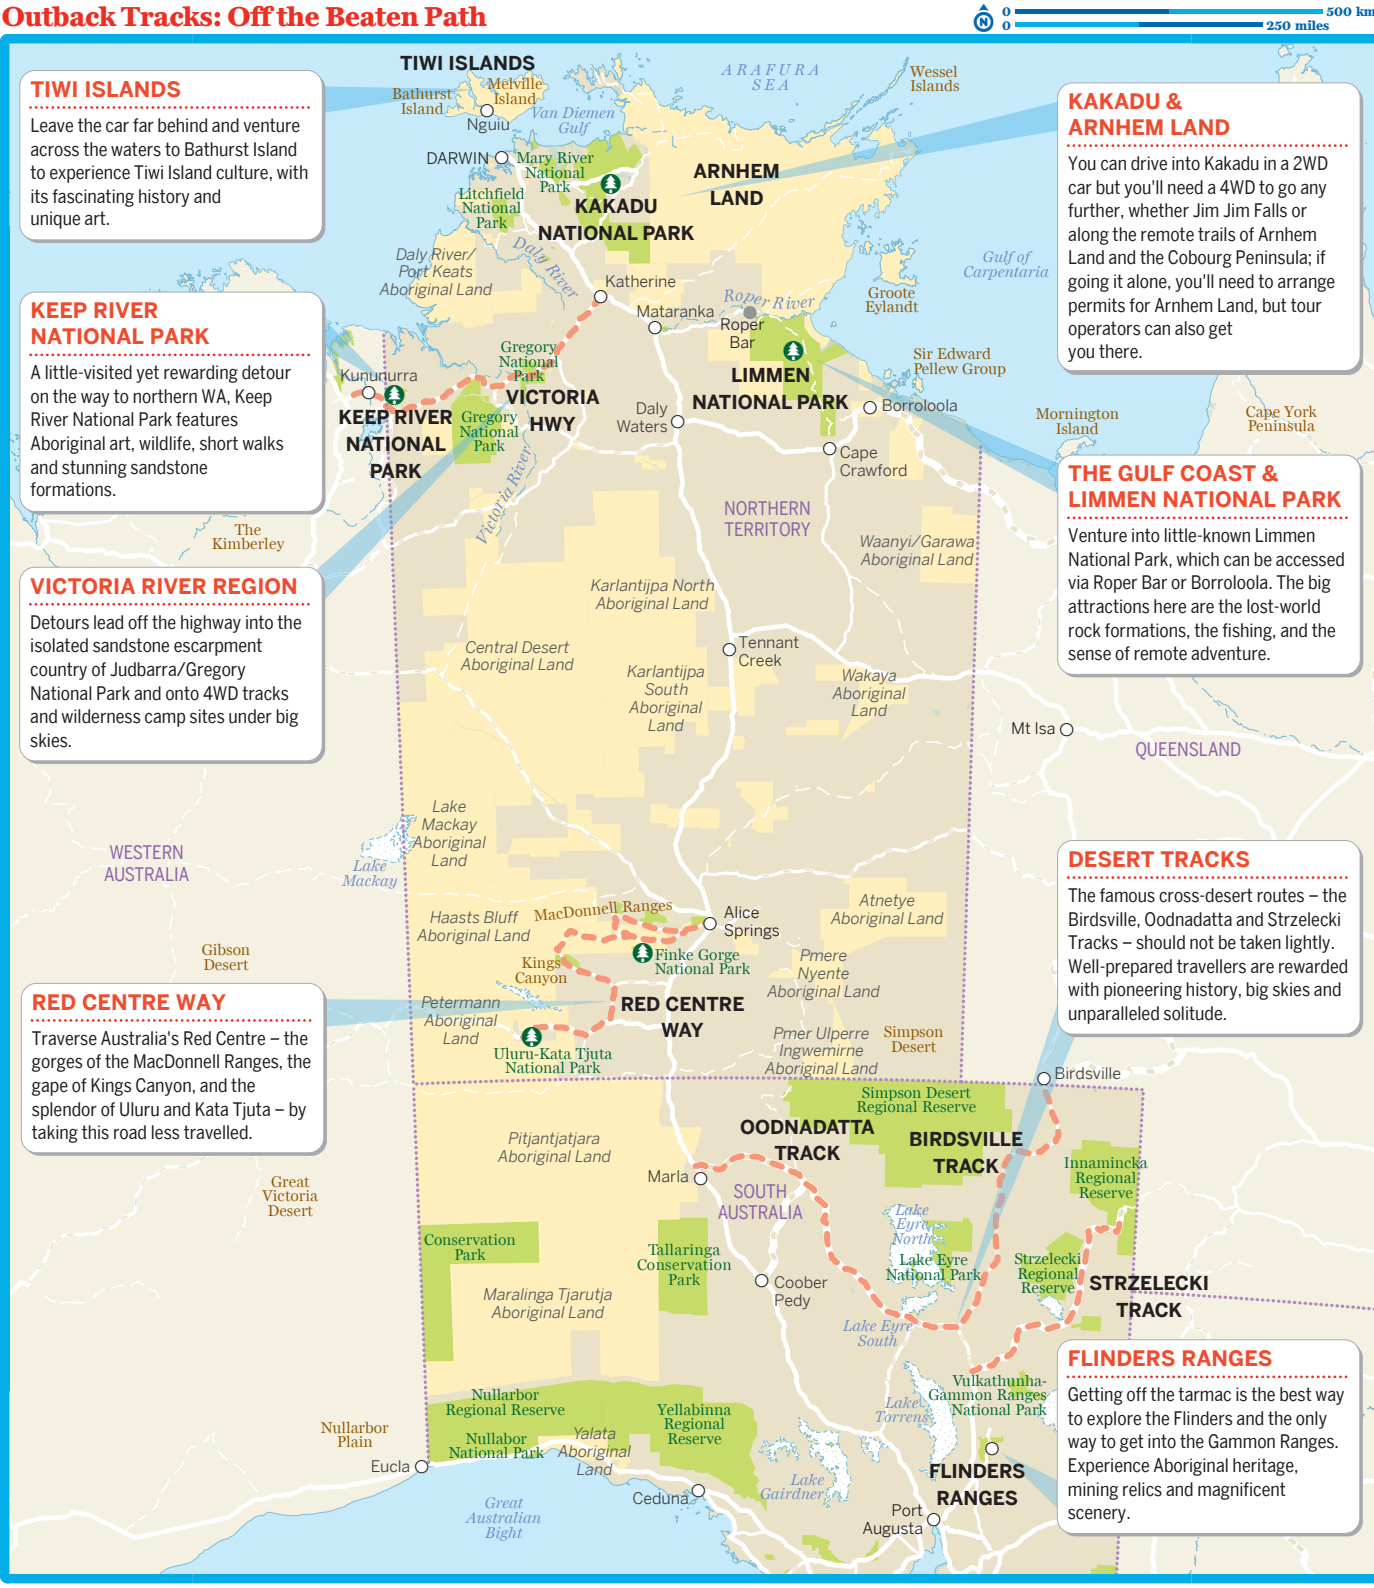 Outback Tracks: Off the Beaten Path
0 500 km
0 250 miles
N
TIWI ISLANDS
Leave the car far behind and venture
across the waters to Bathurst Island
to experience Tiwi Island culture, with
its fascinating history and
unique art.
KEEP RIVER
NATIONAL PARK
A little-visited yet rewarding detour
on the way to northern WA, Keep
River National Park features
Aboriginal art, wildlife, short walks
and stunning sandstone
formations.
VICTORIA RIVER REGION
Detours lead off the highway into the
isolated sandstone escarpment
country of Judbarra/Gregory
National Park and onto 4WD tracks
and wilderness camp sites under big
skies.
RED CENTRE WAY
Traverse Australia's Red Centre – the
gorges of the MacDonnell Ranges, the
gape of Kings Canyon, and the
splendor of Uluru and Kata Tjuta – by
taking this road less travelled.
KAKADU &
ARNHEM LAND
You can drive into Kakadu in a 2WD
car but you'll need a 4WD to go any
further, whether Jim Jim Falls or
along the remote trails of Arnhem
Land and the Cobourg Peninsula; if
going it alone, you'll need to arrange
permits for Arnhem Land, but tour
operators can also get
you there.
THE GULF COAST &
LIMMEN NATIONAL PARK
Venture into little-known Limmen
National Park, which can be accessed
via Roper Bar or Borroloola. The big
attractions here are the lost-world
rock formations, the fishing, and the
sense of remote adventure.
DESERT TRACKS
The famous cross-desert routes – the
Birdsville, Oodnadatta and Strzelecki
Tracks – should not be taken lightly.
Well-prepared travellers are rewarded
with pioneering history, big skies and
unparalleled solitude.
FLINDERS RANGES
Getting off the tarmac is the best way
to explore the Flinders and the only
way to get into the Gammon Ranges.
Experience Aboriginal heritage,
mining relics and magnificent
scenery.
TIWI ISLANDS
Bathurst
Island
Melville
Island
Nguiu
Van Diemen
Gulf
ARAFURA
SEA
Wessel
Islands
DARWIN
Mary River
National
Park
Litchfield
National
Park
KAKADU
NATIONAL PARK
ARNHEM
LAND
Daly River/
Port Keats
Aboriginal Land
Daly River
Katherine
Mataranka
Roper River
Roper
Bar
Gulf of
Carpentaria
Groote
Eylandt
Sir Edward
Pellew Group
Gregory
National
Park
Kununurra
KEEP RIVER
NATIONAL
PARK
Gregory
National
Park
VICTORIA
HWY
Victoria River
LIMMEN
NATIONAL PARK
Daly
Waters
Borroloola
Cape
Crawford
Mornington
Island
Cape York
Peninsula
The
Kimberley
NORTHERN
TERRITORY
Waanyi/Garawa
Aboriginal Land
Karlantijpa North
Aboriginal Land
Central Desert
Aboriginal Land
Tennant
Creek
Karlantijpa
South
Aboriginal
Land
Wakaya
Aboriginal
Land
Mt Isa
QUEENSLAND
WESTERN
AUSTRALIA
Lake
Mackay
Aboriginal
Land
Lake
Mackay
Haasts Bluff
Aboriginal Land
MacDonnell Ranges
Alice
Springs
Atnetye
Aboriginal Land
Gibson
Desert
Kings
Canyon
Finke Gorge
National Park
Pmere
Nyente
Aboriginal Land
Petermann
Aboriginal
Land
RED CENTRE
WAY
Uluru-Kata Tjuta
National Park
Pmer Ulperre
Ingwemirne
Aboriginal Land
Simpson
Desert
Birdsville
Simpson Desert
Regional Reserve
OODNADATTA
TRACK
BIRDSVILLE
TRACK
Pitjantjatjara
Aboriginal Land
Marla
SOUTH
AUSTRALIA
Innamincka
Regional
Reserve
Great
Victoria
Desert
Lake
Eyre
North
Lake Eyre
National Park
Conservation
Park
Tallaringa
Conservation
Park
Strzelecki
Regional
Reserve
STRZELECKI
TRACK
Coober
Pedy
Maralinga Tjarutja
Aboriginal Land
Lake Eyre
South
Vulkathunha-
Gammon Ranges
National Park
Lake
Torrens
Nullarbor
Regional Reserve
Yellabinna
Regional
Reserve
Nullarbor
Plain
Nullabor
National Park
Yalata
Aboriginal
Land
Eucla
Lake
Gairdner
FLINDERS
RANGES
Ceduna
Great
Australian
Bight
Port
Augusta